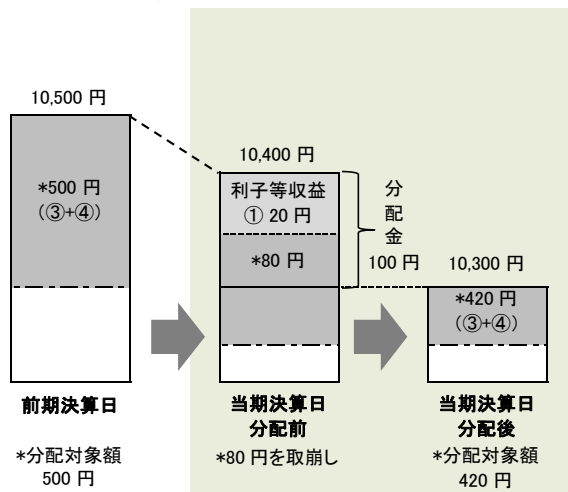 10,500 円
*500 円
(③+④)
前期決算日
*分配対象額
500 円
10,400 円
利子等収益
① 20 円
*80 円
分配金
100 円
当期決算日
分配前
*80 円を取崩し
10,300 円
*420 円
(③+④)
当期決算日
分配後
*分配対象額
420 円